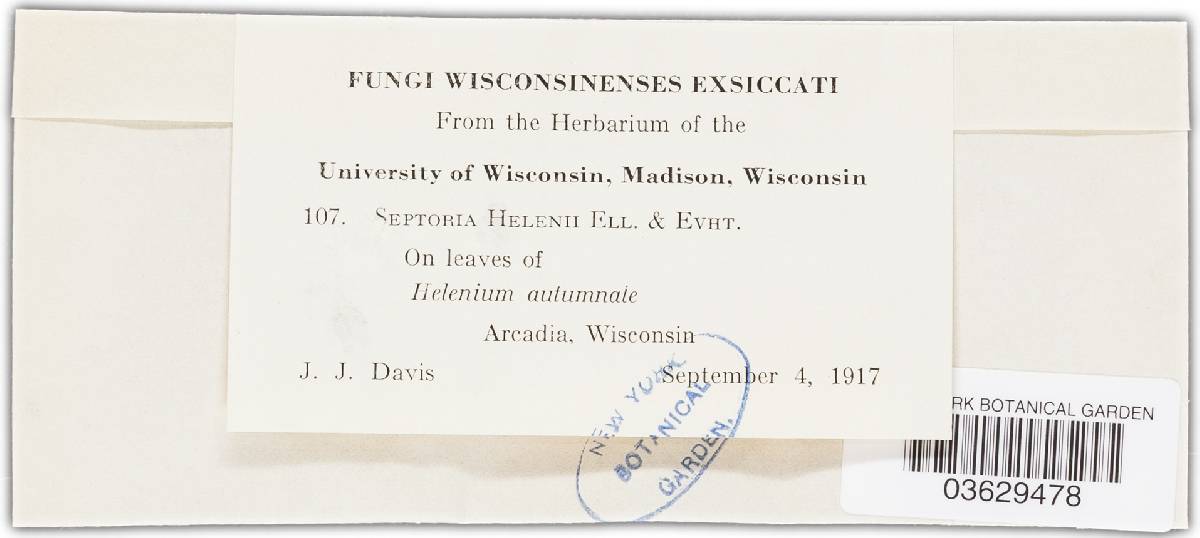 FUNGI WISCONSINENSES EXSICCATI
From the Herbarium of the
University of Wisconsin, Madison, Wisconsin
107. SEPTORIA HELENII ELL. & EVHT.
On leaves of
Helenium autumnale
Arcadia, Wisconsin
J. J. Davis September 4, 1917
NEW YORK
BOTANICAL
GARDEN.
RK BOTANICAL GARDEN
03629478